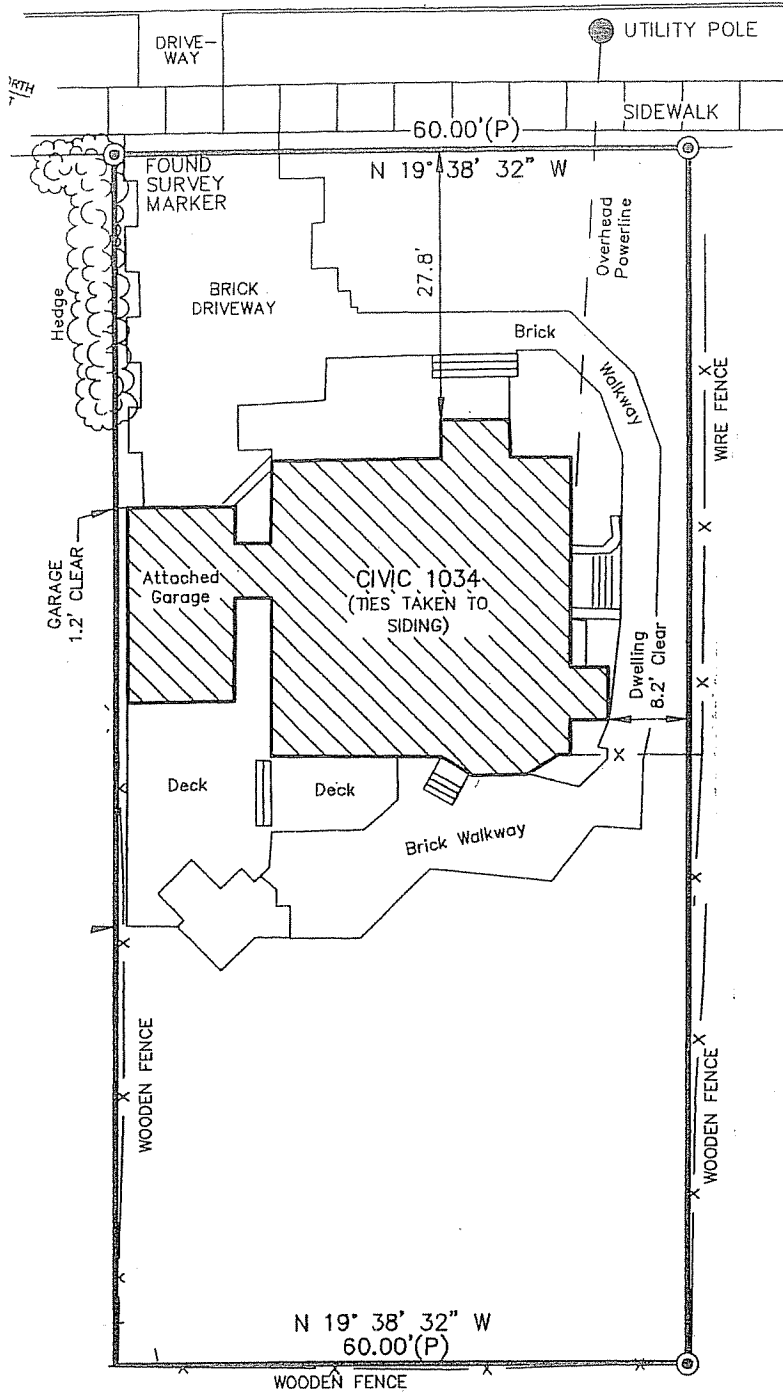 DRIVE-
WAY
UTILITY POLE
SIDEWALK
60.00'(P)
N 19° 38' 32" W
FOUND
SURVEY
MARKER
Hedge
BRICK
DRIVEWAY
27.8'
Overhead
Powerline
Brick
Walkway
WIRE FENCE
GARAGE
1.2' CLEAR
Attached
Garage
CIVIC 1034
(TIES TAKEN TO
SIDING)
Dwelling
8.2' Clear
Deck
Deck
Brick Walkway
WOODEN FENCE
WOODEN FENCE
N 19° 38' 32" W
60.00'(P)
WOODEN FENCE